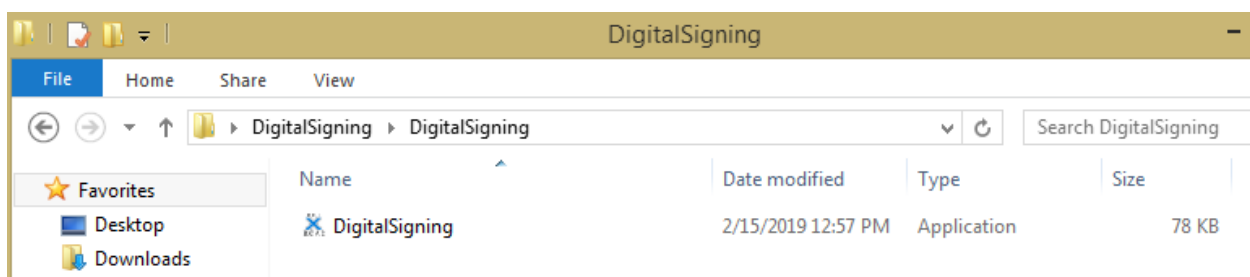 DigitalSigning
File Home Share View
DigitalSigning DigitalSigning Search DigitalSigning
Favorites Name Date modified Type Size
Desktop DigitalSigning 2/15/2019 12:57 PM Application 78 KB
Downloads